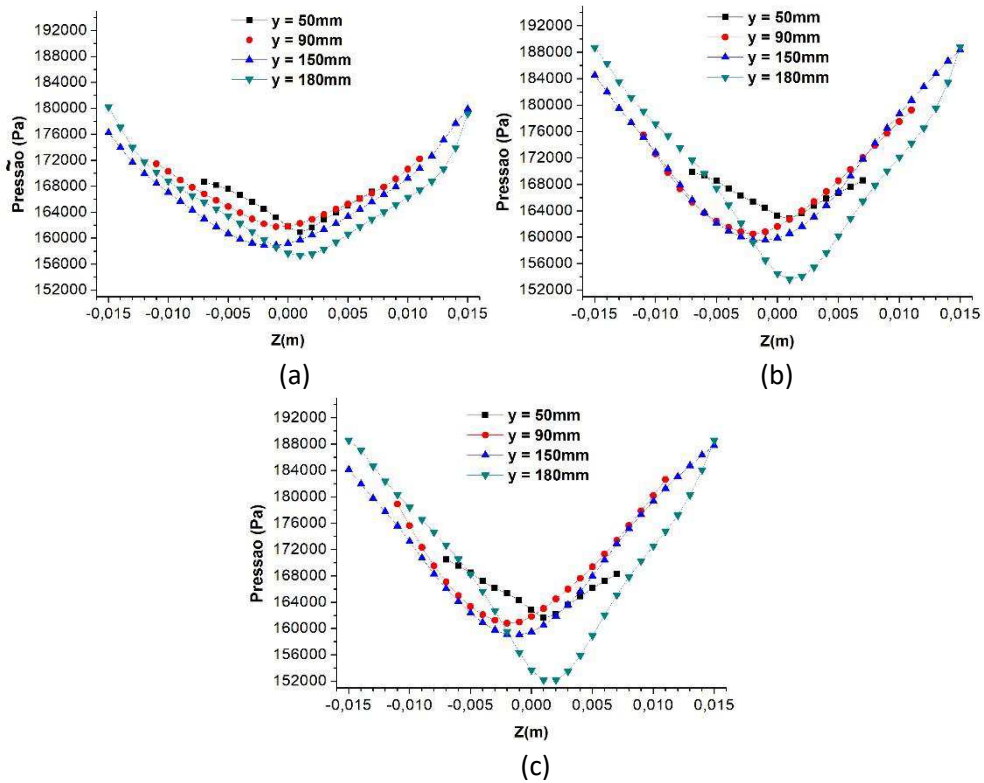 192000
188000
184000
180000
176000
172000
168000
164000
160000
156000
152000
Pressão (Pa)
y = 50mm
y = 90mm
y = 150mm
y = 180mm
-0,015 -0,010 -0,005 0,000 0,005 0,010 0,015
Z(m)
(a)
192000
188000
184000
180000
176000
172000
168000
164000
160000
156000
152000
Pressao (Pa)
y = 50mm
y = 90mm
y = 150mm
y = 180mm
-0,015 -0,010 -0,005 0,000 0,005 0,010 0,015
Z(m)
(b)
192000
188000
184000
180000
176000
172000
168000
164000
160000
156000
152000
Pressao (Pa)
y = 50mm
y = 90mm
y = 150mm
y = 180mm
-0,015 -0,010 -0,005 0,000 0,005 0,010 0,015
Z(m)
(c)